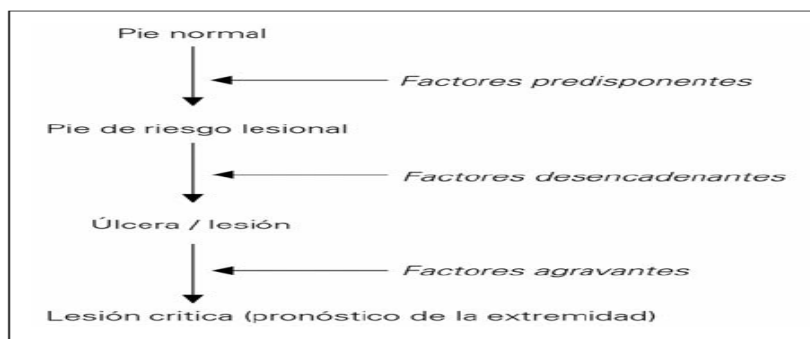 Pie normal
Factores predisponentes
Pie de riesgo lesional
Factores desencadenantes
Úlcera / lesión
Factores agravantes
Lesión critica (pronóstico de la extremidad)